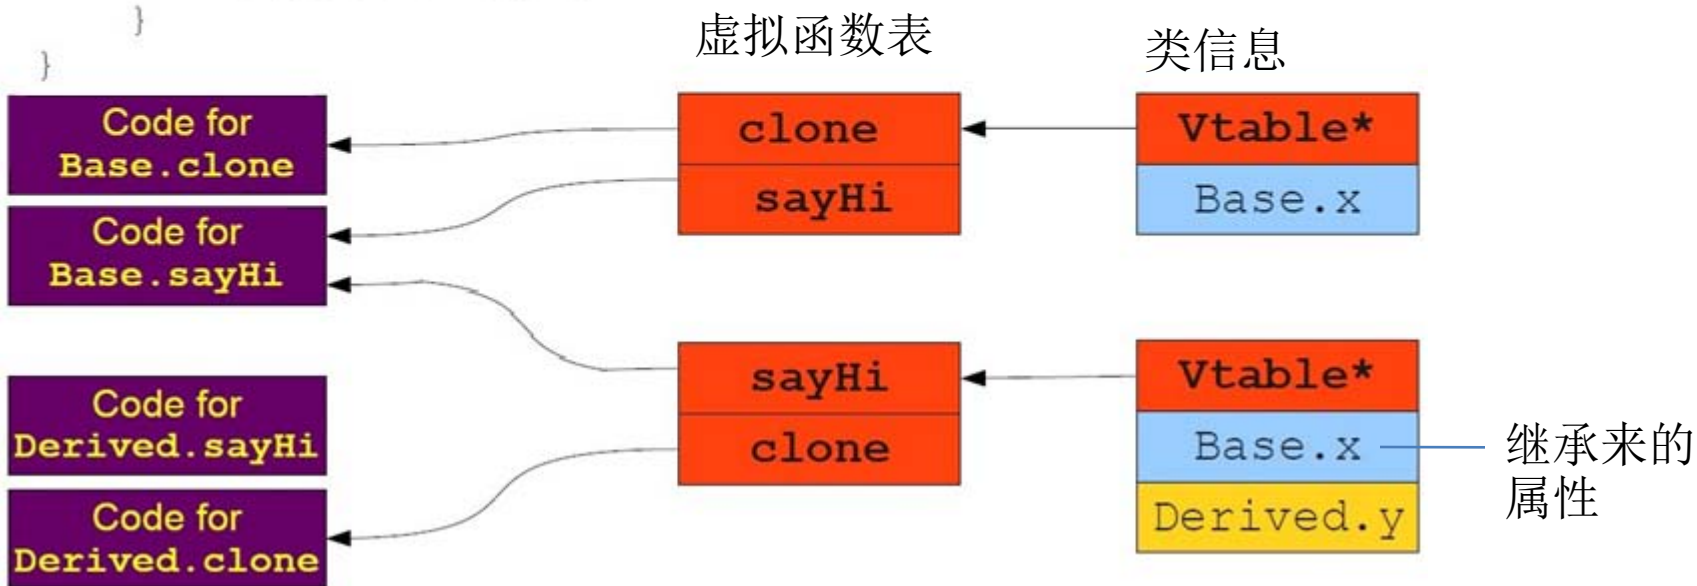 }
}
虚拟函数表
类信息
Code for
Base.clone
Code for
Base.sayHi
Code for
Derived.sayHi
Code for
Derived.clone
clone
sayHi
sayHi
clone
Vtable*
Base.x
Vtable*
Base.x
Derived.y
继承来的
属性